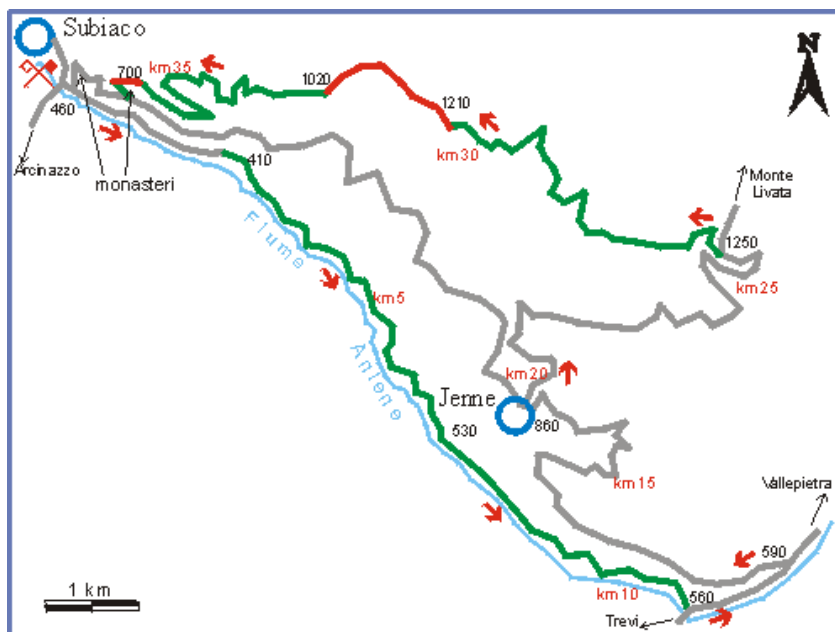 Subiaco
N
700
km35
1020
1210
460
km30
Arcinazzo
monasteri
410
Monte
Livata
1250
Fiume
km25
km5
Aniene
km20
Jenne
860
530
km15
Vallepietra
590
1 km
km10
560
Trevi